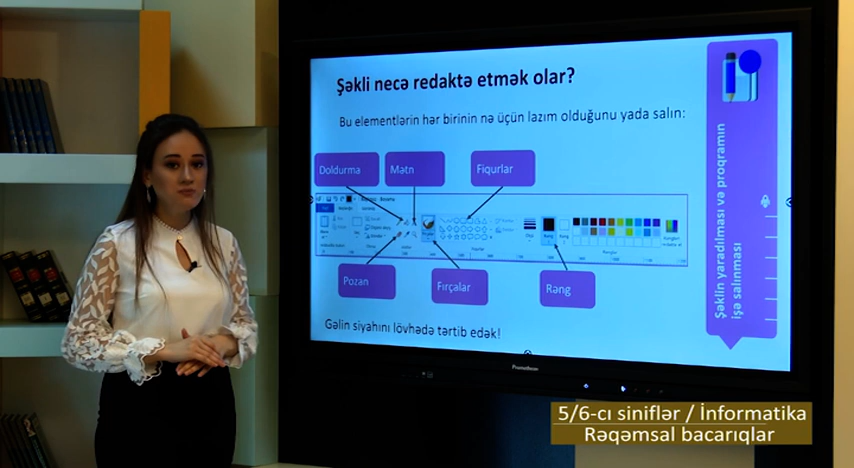 Şəkli necə redaktə etmək olar?
Bu elementlərin hər birinin nə üçün lazım olduğunu yada salın:
Doldurma
Mətn
Fiqurlar
Pozan
Fırçalar
Rəng
Gəlin siyahını lövhədə tərtib edək!
Şəklin yaradılması və proqramın
işə salınması
Promethean
5/6-cı siniflər / İnformatika
Rəqəmsal bacarıqlar